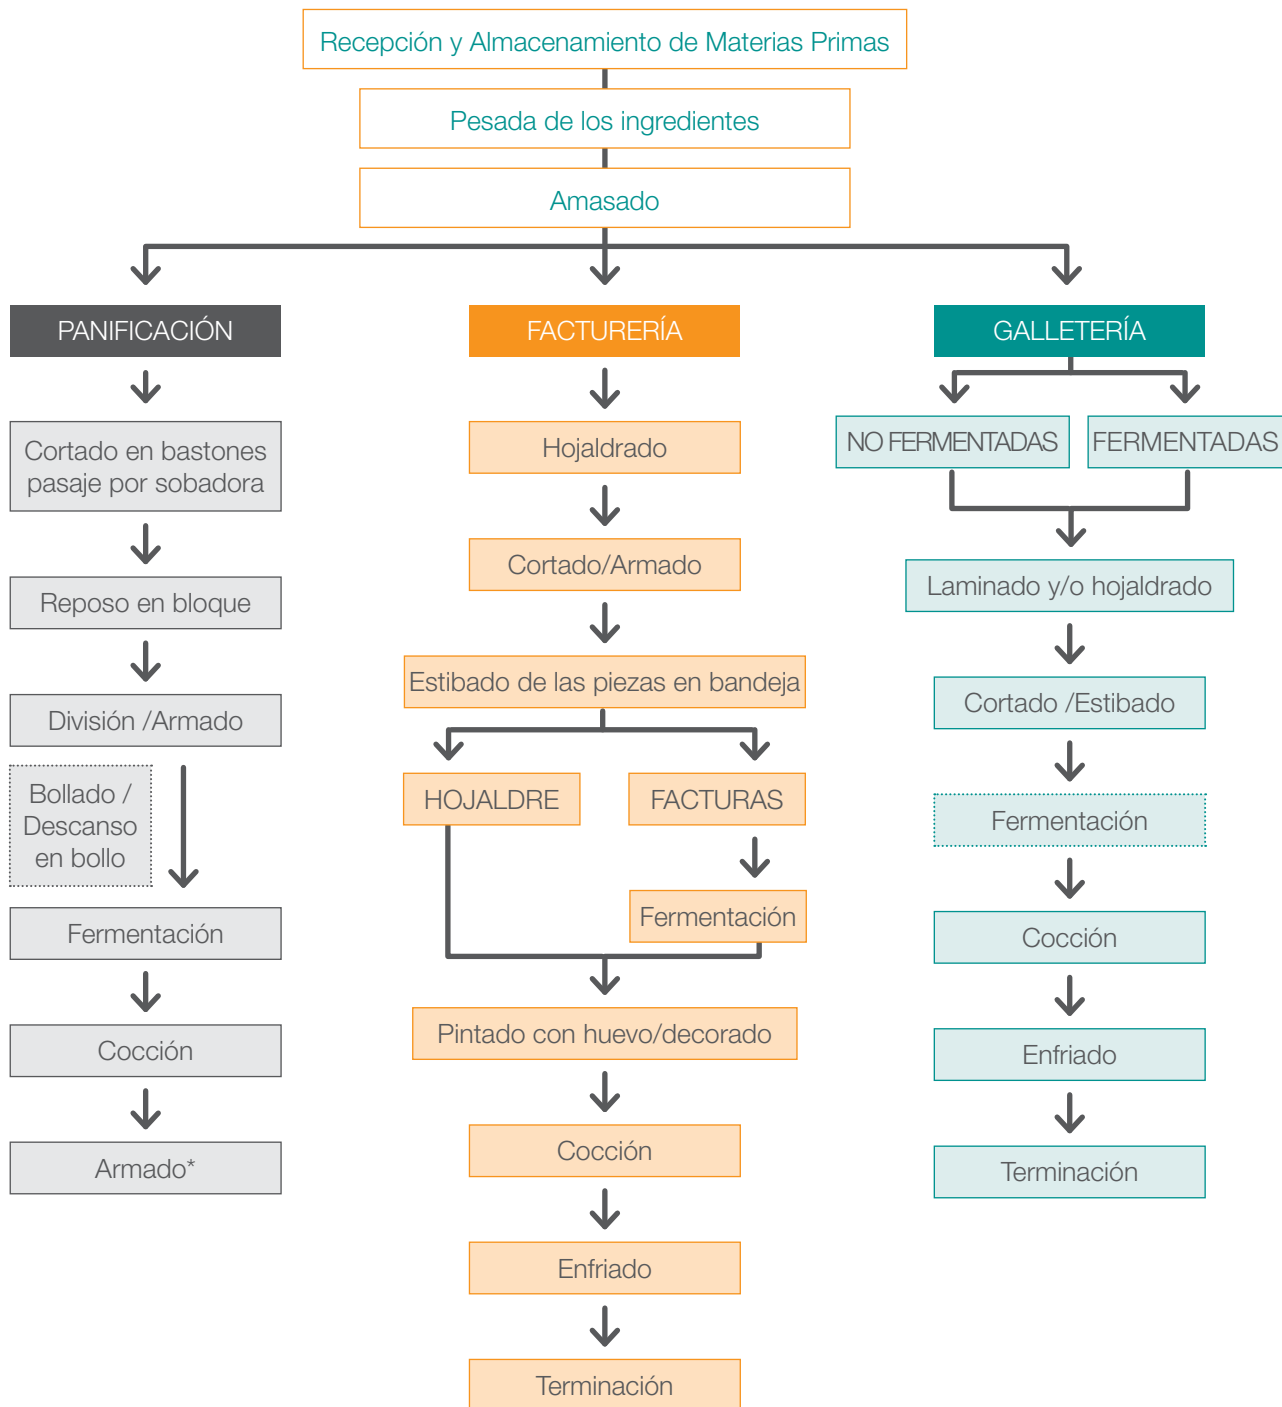 Recepción y Almacenamiento de Materias Primas
Pesada de los ingredientes
Amasado
PANIFICACIÓN
Cortado en bastones
pasaje por sobadora
Reposo en bloque
División /Armado
Bollado /
Descanso
en bollo
Fermentación
Cocción
Armado*
FACTURERÍA
Hojaldrado
Cortado/Armado
Estibado de las piezas en bandeja
HOJALDRE
FACTURAS
Fermentación
Pintado con huevo/decorado
Cocción
Enfriado
Terminación
GALLETERÍA
NO FERMENTADAS
FERMENTADAS
Laminado y/o hojaldrado
Cortado /Estibado
Fermentación
Cocción
Enfriado
Terminación